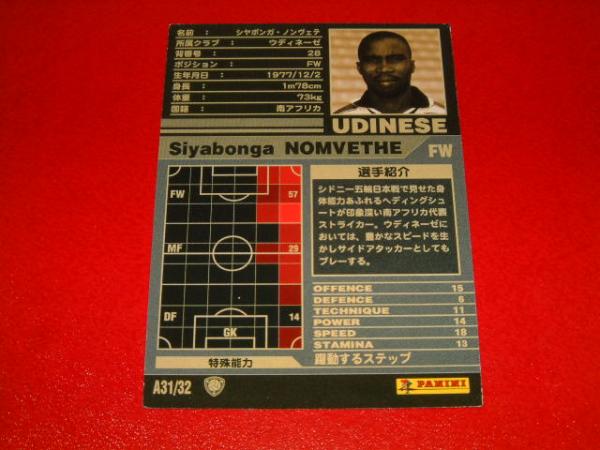 名前 : シヤボンガ・ノンヴェテ
所属クラブ : ウディネーゼ
背番号 : 28
ポジション : FW
生年月日 : 1977/12/2
身長 : 1m78cm
体重 : 73kg
国籍 : 南アフリカ
UDINESE
Siyabonga NOMVETHE FW
FW 57
MF 29
DF 14
GK
選手紹介
シドニー五輪日本戦で見せた身
体能力あふれるヘディングシュ
ートが印象深い南アフリカ代表
ストライカー。ウディネーゼに
おいては、豊かなスピードを生
かしサイドアタッカーとしても
プレーする。
OFFENCE 15
DEFENCE 6
TECHNIQUE 11
POWER 14
SPEED 18
STAMINA 13
特殊能力 躍動するステップ
A31/32
PANINI